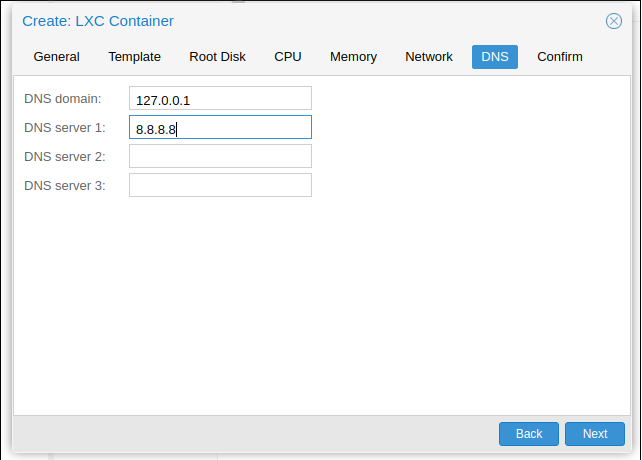 Create: LXC Container
General Template Root Disk CPU Memory Network DNS Confirm
DNS domain: 127.0.0.1
DNS server 1: 8.8.8.8
DNS server 2:
DNS server 3:
Back Next